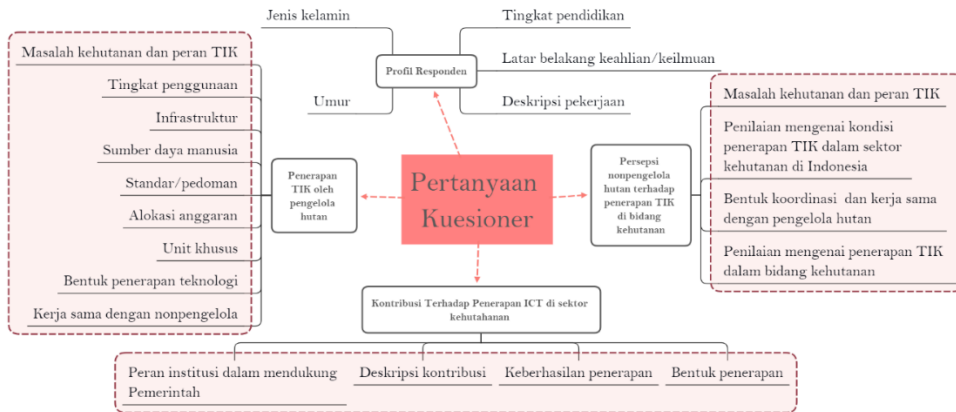 Jenis kelamin
Tingkat pendidikan
Profil Responden
Latar belakang keahlian/keilmuan
Umur
Deskripsi pekerjaan
Masalah kehutanan dan peran TIK
Tingkat penggunaan
Infrastruktur
Sumber daya manusia
Standar/pedoman
Alokasi anggaran
Unit khusus
Bentuk penerapan teknologi
Kerja sama dengan nonpengelola
Penerapan
TIK oleh
pengelola
hutan
Pertanyaan
Kuesioner
Persepsi
nonpengelola
hutan terhadap
penerapan TIK
di bidang
kehutanan
Masalah kehutanan dan peran TIK
Penilaian mengenai kondisi
penerapan TIK dalam sektor
kehutanan di Indonesia
Bentuk koordinasi dan kerja sama
dengan pengelola hutan
Penilaian mengenai penerapan TIK
dalam bidang kehutanan
Kontribusi Terhadap Penerapan ICT di sektor
kehutahanan
Peran institusi dalam mendukung
Pemerintah
Deskripsi kontribusi
Keberhasilan penerapan
Bentuk penerapan